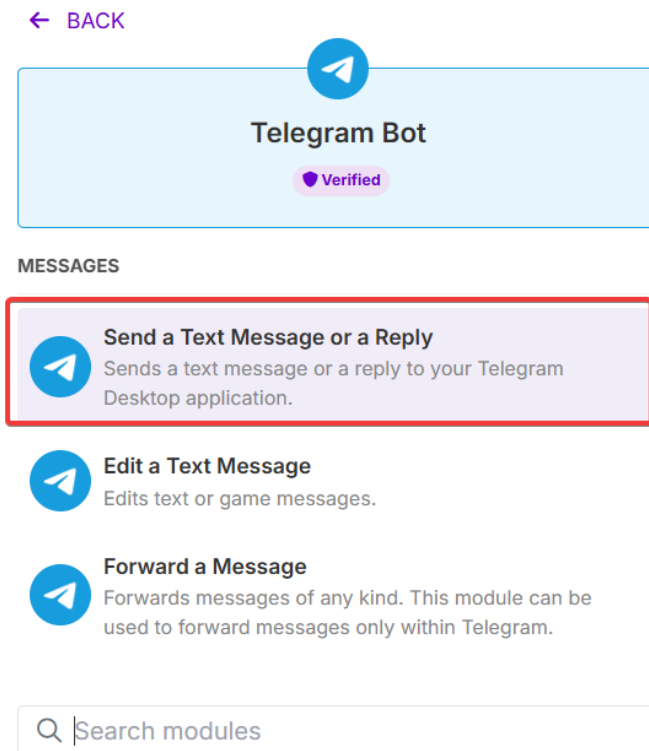 BACK
Telegram Bot
Verified
MESSAGES
Send a Text Message or a Reply
Sends a text message or a reply to your Telegram
Desktop application.
Edit a Text Message
Edits text or game messages.
Forward a Message
Forwards messages of any kind. This module can be
used to forward messages only within Telegram.
Search modules